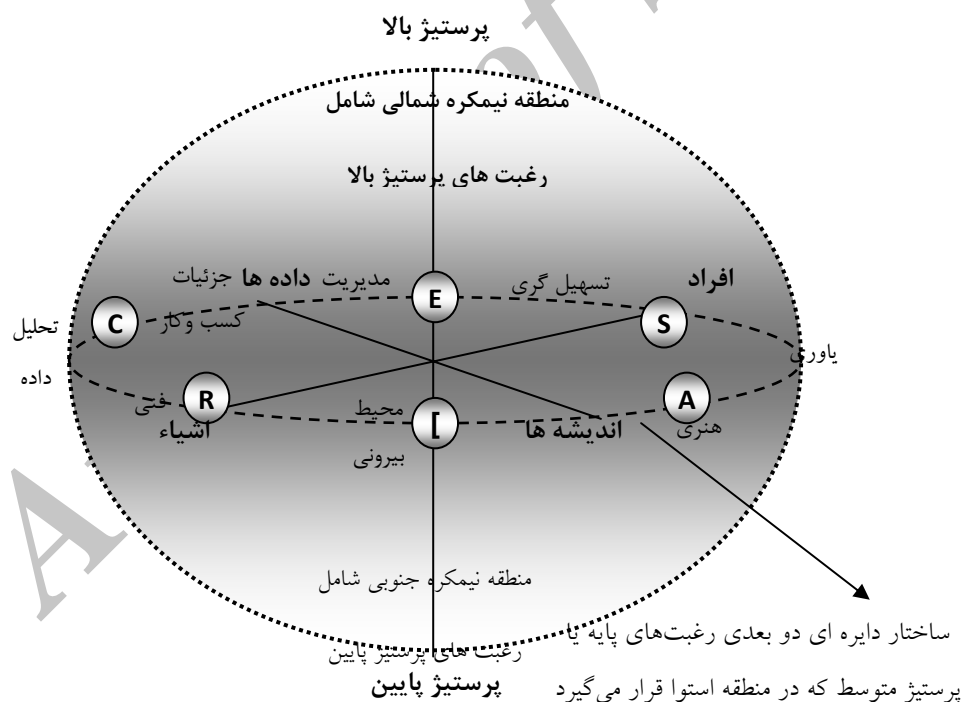 پرستیژ بالا
منطقه نیمکره شمالی شامل
رغبت های پرستیژ بالا
افراد
تسهیل گری
مدیریت
داده ها
جزئیات
E
S
C
کسب وکار
تحلیل
داده
یاوری
A
R
[
فنی
اشیاء
محیط
بیرونی
اندیشه ها
هنری
منطقه نیمکره جنوبی شامل
رغبت های پرستیژ پایین
پرستیژ پایین
ساختار دایره ای دو بعدی رغبت‌های پایه با
پرستیژ متوسط که در منطقه استوا قرار می‌گیرد